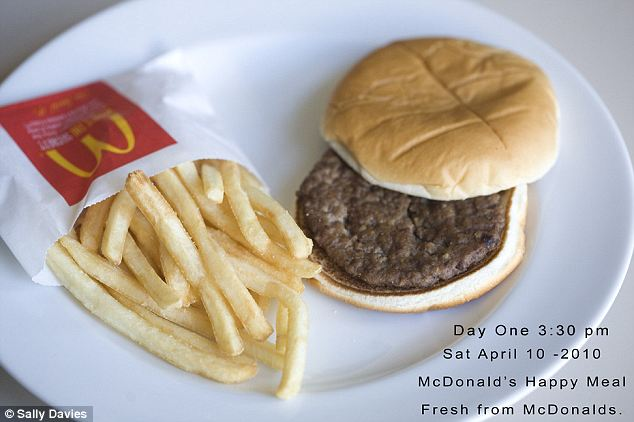 Day One 3:30 pm
Sat April 10 -2010
McDonald's Happy Meal
Fresh from McDonalds.
© Sally Davies